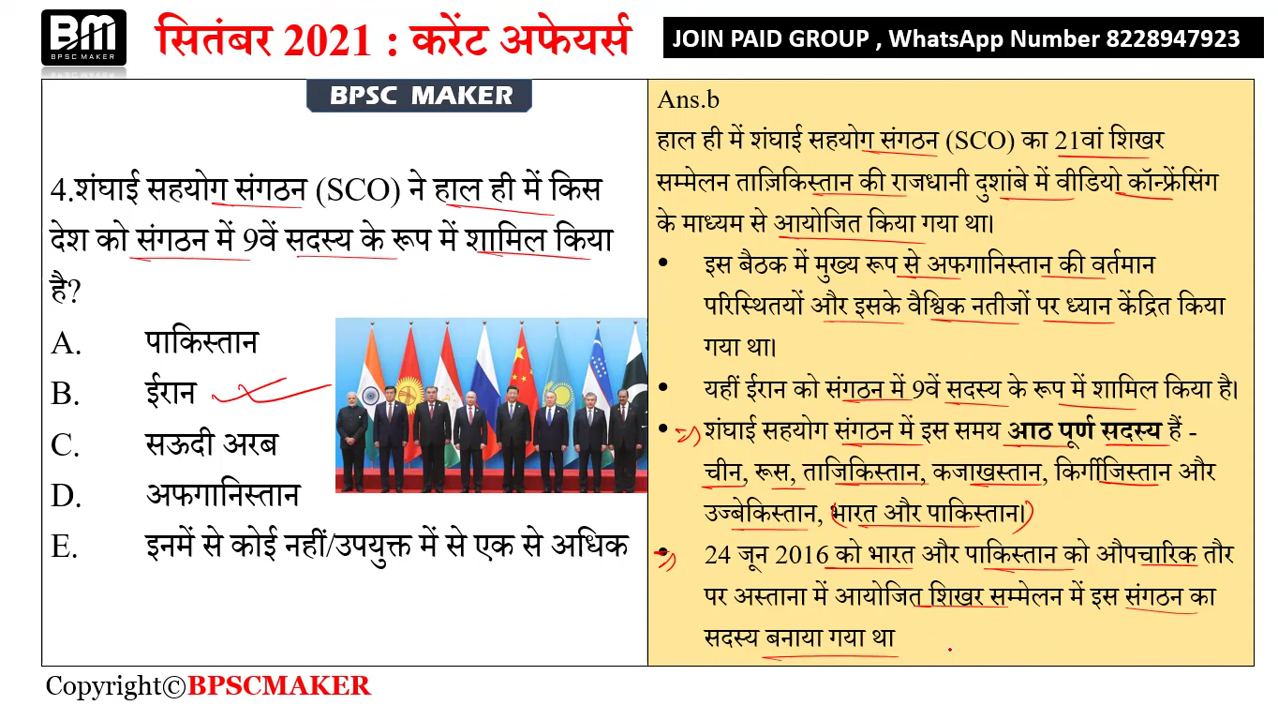 BM
BPSC MAKER
सितंबर 2021 : करेंट अफेयर्स
JOIN PAID GROUP , WhatsApp Number 8228947923
BPSC MAKER
4.शंघाई सहयोग संगठन (SCO) ने हाल ही में किस
देश को संगठन में 9वें सदस्य के रूप में शामिल किया
है?
A. पाकिस्तान
B. ईरान
C. सऊदी अरब
D. अफगानिस्तान
E. इनमें से कोई नहीं/उपयुक्त में से एक से अधिक
Ans.b
हाल ही में शंघाई सहयोग संगठन (SCO) का 21वां शिखर
सम्मेलन ताज़िकिस्तान की राजधानी दुशांबे में वीडियो कॉन्फ्रेंसिंग
के माध्यम से आयोजित किया गया था।
• इस बैठक में मुख्य रूप से अफगानिस्तान की वर्तमान
परिस्थितयों और इसके वैश्विक नतीजों पर ध्यान केंद्रित किया
गया था।
• यहीं ईरान को संगठन में 9वें सदस्य के रूप में शामिल किया है।
• शंघाई सहयोग संगठन में इस समय आठ पूर्ण सदस्य हैं -
चीन, रूस, ताजिकिस्तान, कजाखस्तान, किर्गीजिस्तान और
उज्बेकिस्तान, भारत और पाकिस्तान।
• 24 जून 2016 को भारत और पाकिस्तान को औपचारिक तौर
पर अस्ताना में आयोजित शिखर सम्मेलन में इस संगठन का
सदस्य बनाया गया था
Copyright©BPSCMAKER